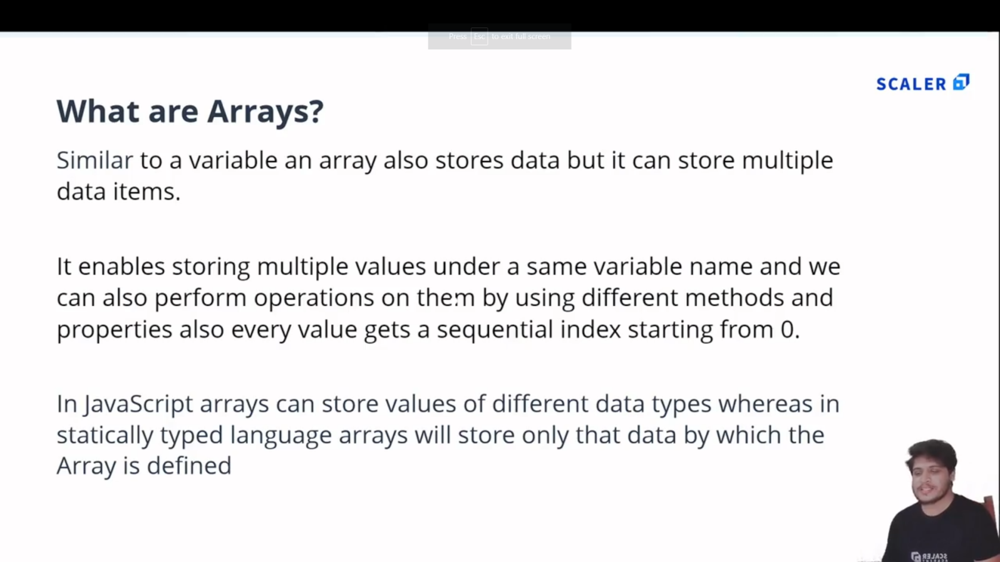 Press Esc to exit full screen
SCALER
What are Arrays?
Similar to a variable an array also stores data but it can store multiple
data items.
It enables storing multiple values under a same variable name and we
can also perform operations on them by using different methods and
properties also every value gets a sequential index starting from 0.
In JavaScript arrays can store values of different data types whereas in
statically typed language arrays will store only that data by which the
Array is defined
SCALER